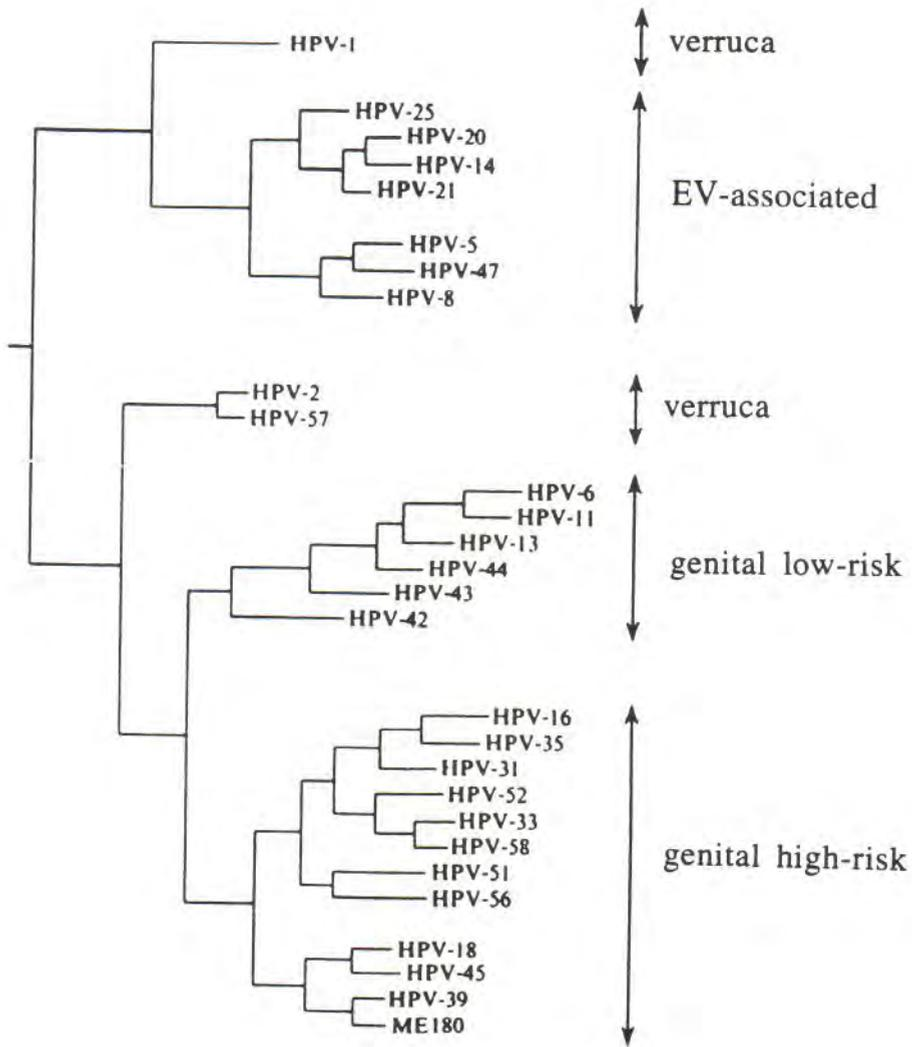 HPV-1
verruca
HPV-25
HPV-20
HPV-14
HPV-21
EV-associated
HPV-5
HPV-47
HPV-8
HPV-2
HPV-57
verruca
HPV-6
HPV-11
HPV-13
HPV-44
HPV-43
HPV-42
genital low-risk
HPV-16
HPV-35
HPV-31
HPV-52
HPV-33
HPV-58
HPV-51
HPV-56
genital high-risk
HPV-18
HPV-45
HPV-39
ME180